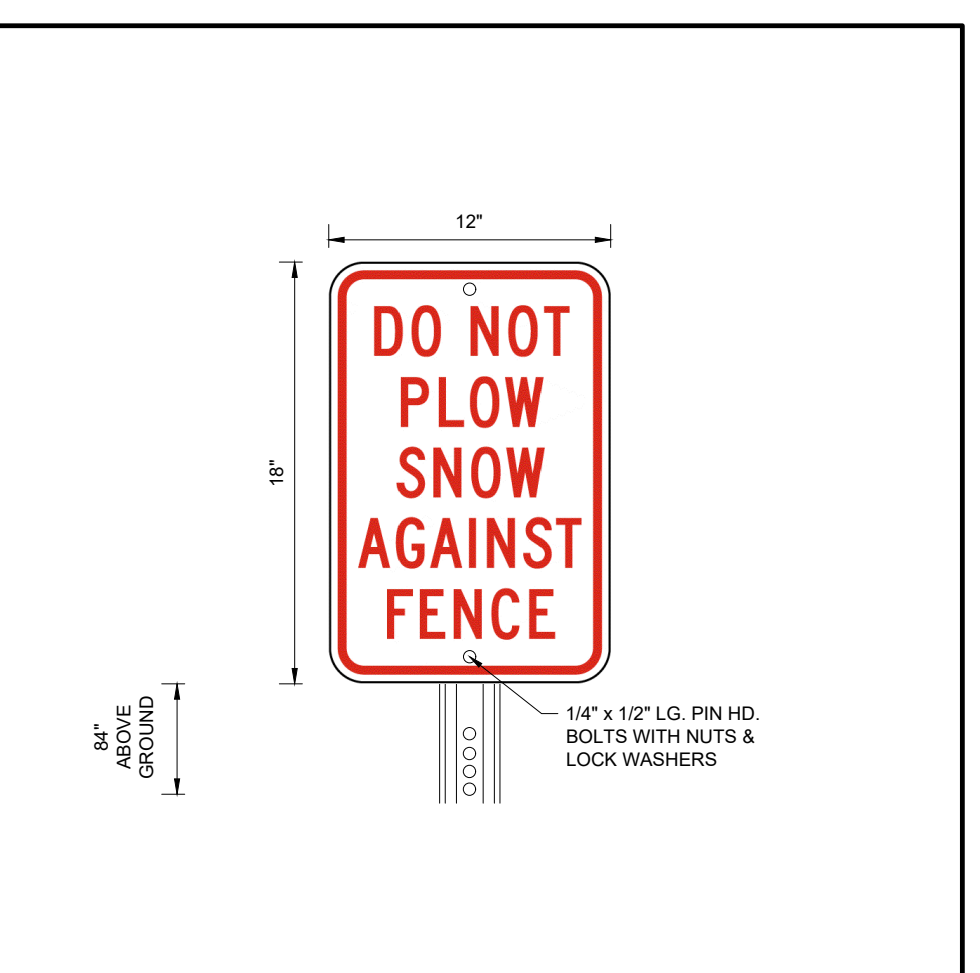 12"
18"
DO NOT
PLOW
SNOW
AGAINST
FENCE
84"
ABOVE
GROUND
1/4" x 1/2" LG. PIN HD.
BOLTS WITH NUTS &
LOCK WASHERS